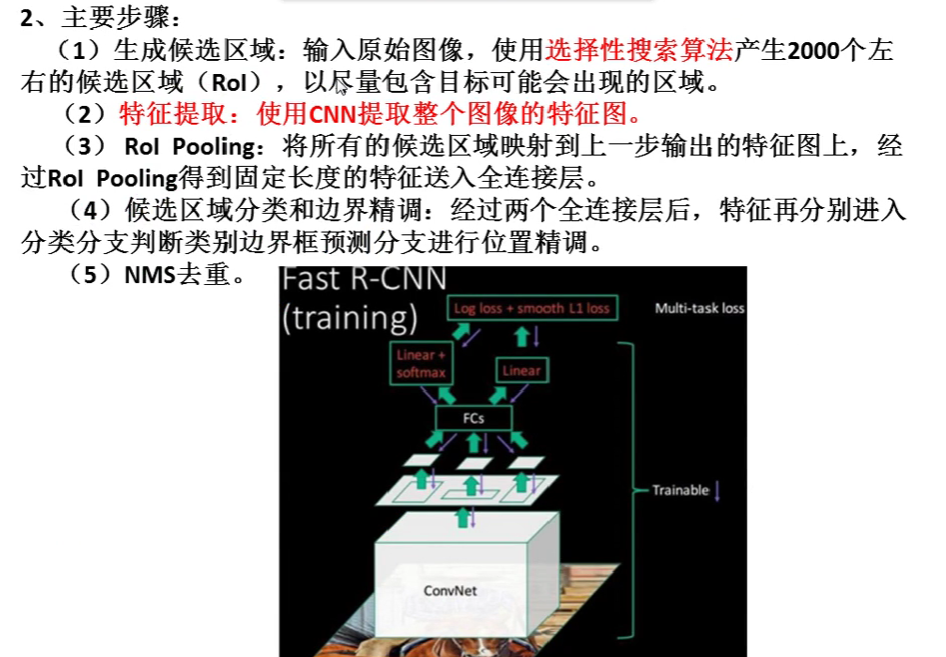 2、主要步骤：
（1）生成候选区域：输入原始图像，使用选择性搜索算法产生2000个左
右的候选区域（RoI），以尽量包含目标可能会出现的区域。
（2）特征提取：使用CNN提取整个图像的特征图。
（3） RoI Pooling：将所有的候选区域映射到上一步输出的特征图上，经
过RoI Pooling得到固定长度的特征送入全连接层。
（4）候选区域分类和边界精调：经过两个全连接层后，特征再分别进入
分类分支判断类别边界框预测分支进行位置精调。
（5）NMS去重。
Fast R-CNN
(training)
Log loss + smooth L1 loss
Multi-task loss
Linear +
softmax
Linear
FCs
Trainable
ConvNet